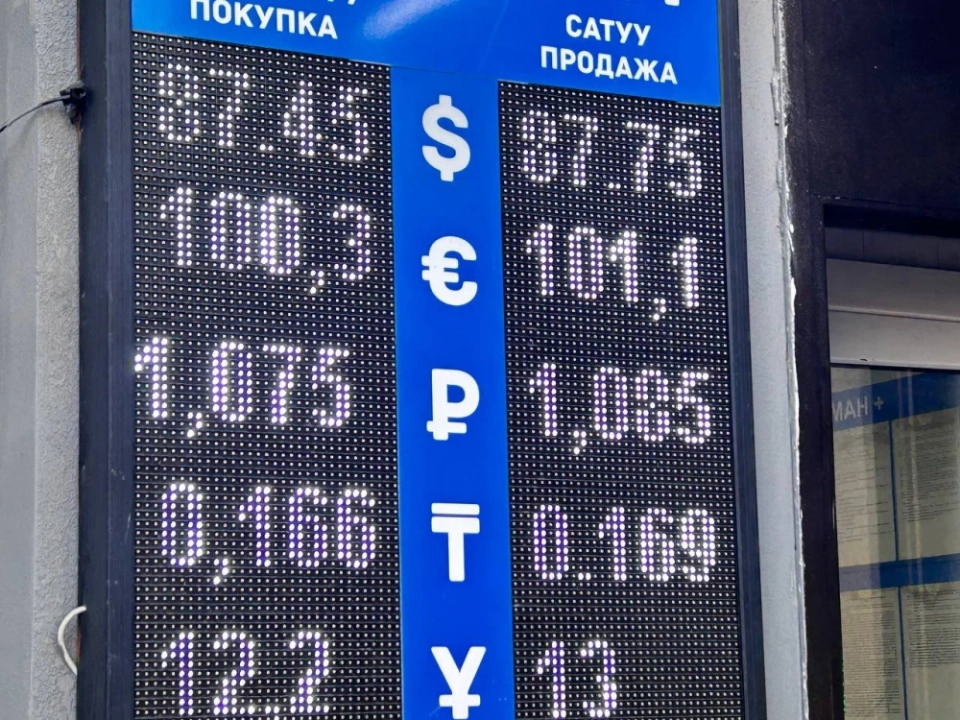 ПОКУПКА
САТУУ
ПРОДАЖА
87.45 $ 87.75
100,3 € 101,1
1,075 ₽ 1,085
0,166 ₸ 0.169
12.2 ¥ 13